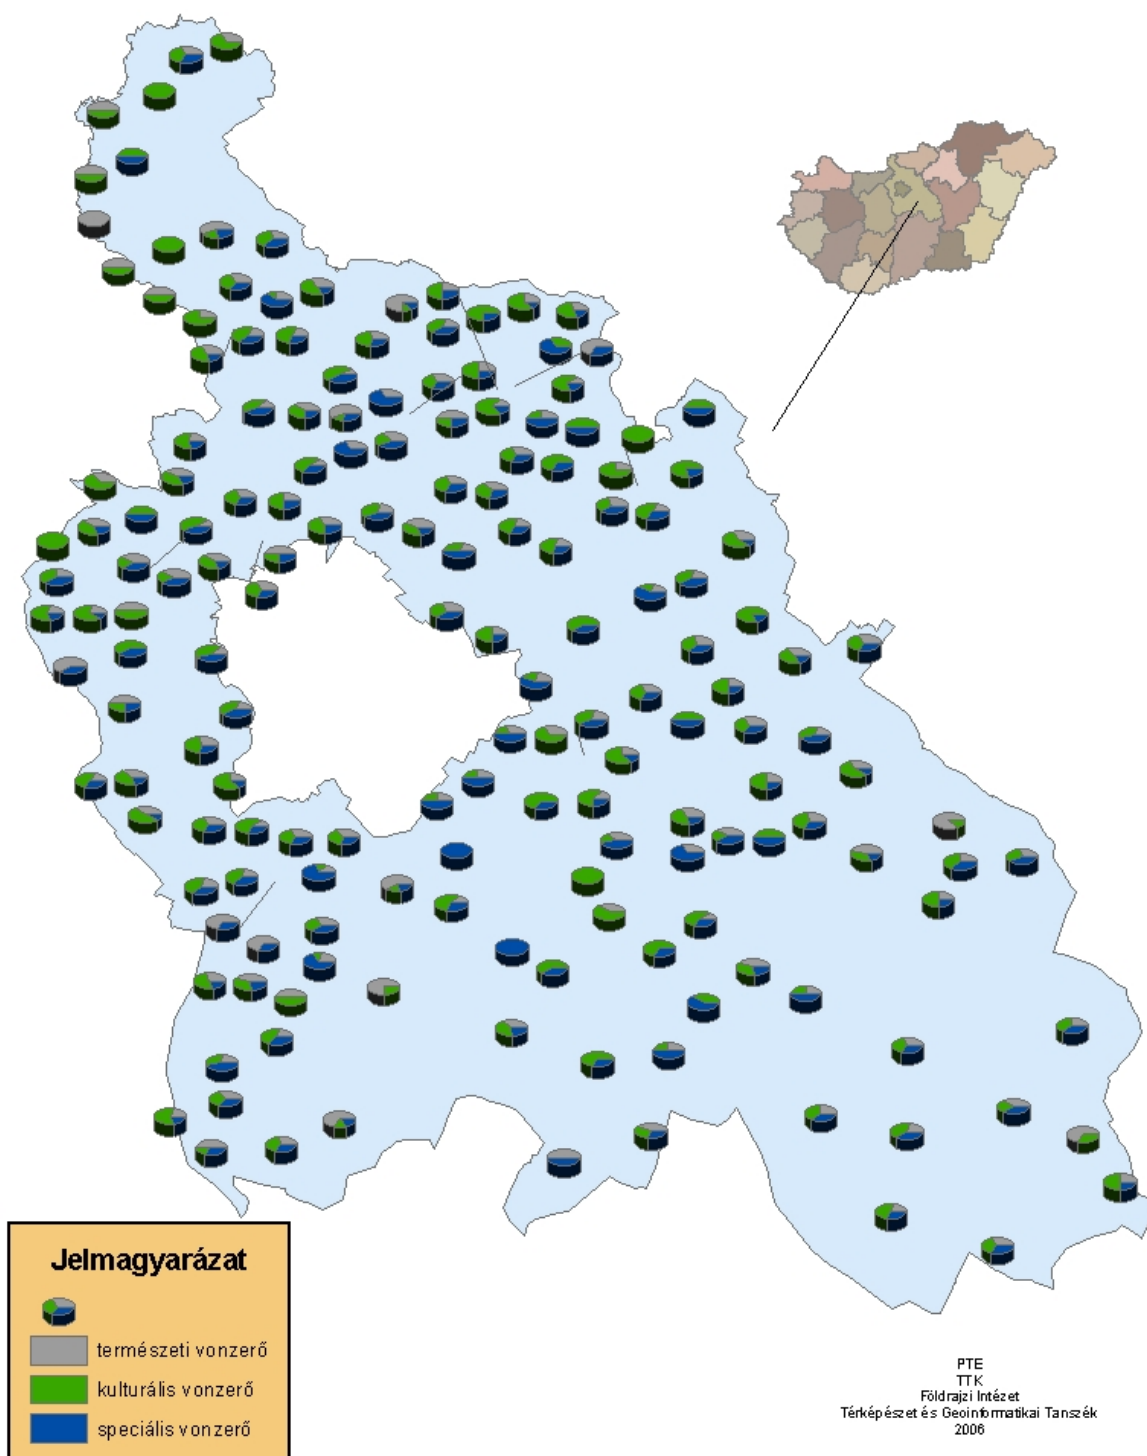 Jelmagyarázat
természeti vonzerő
kulturális vonzerő
speciális vonzerő
PTE
TTK
Földrajzi Intézet
Térképészet és Geoinformatikai Tanszék
2006